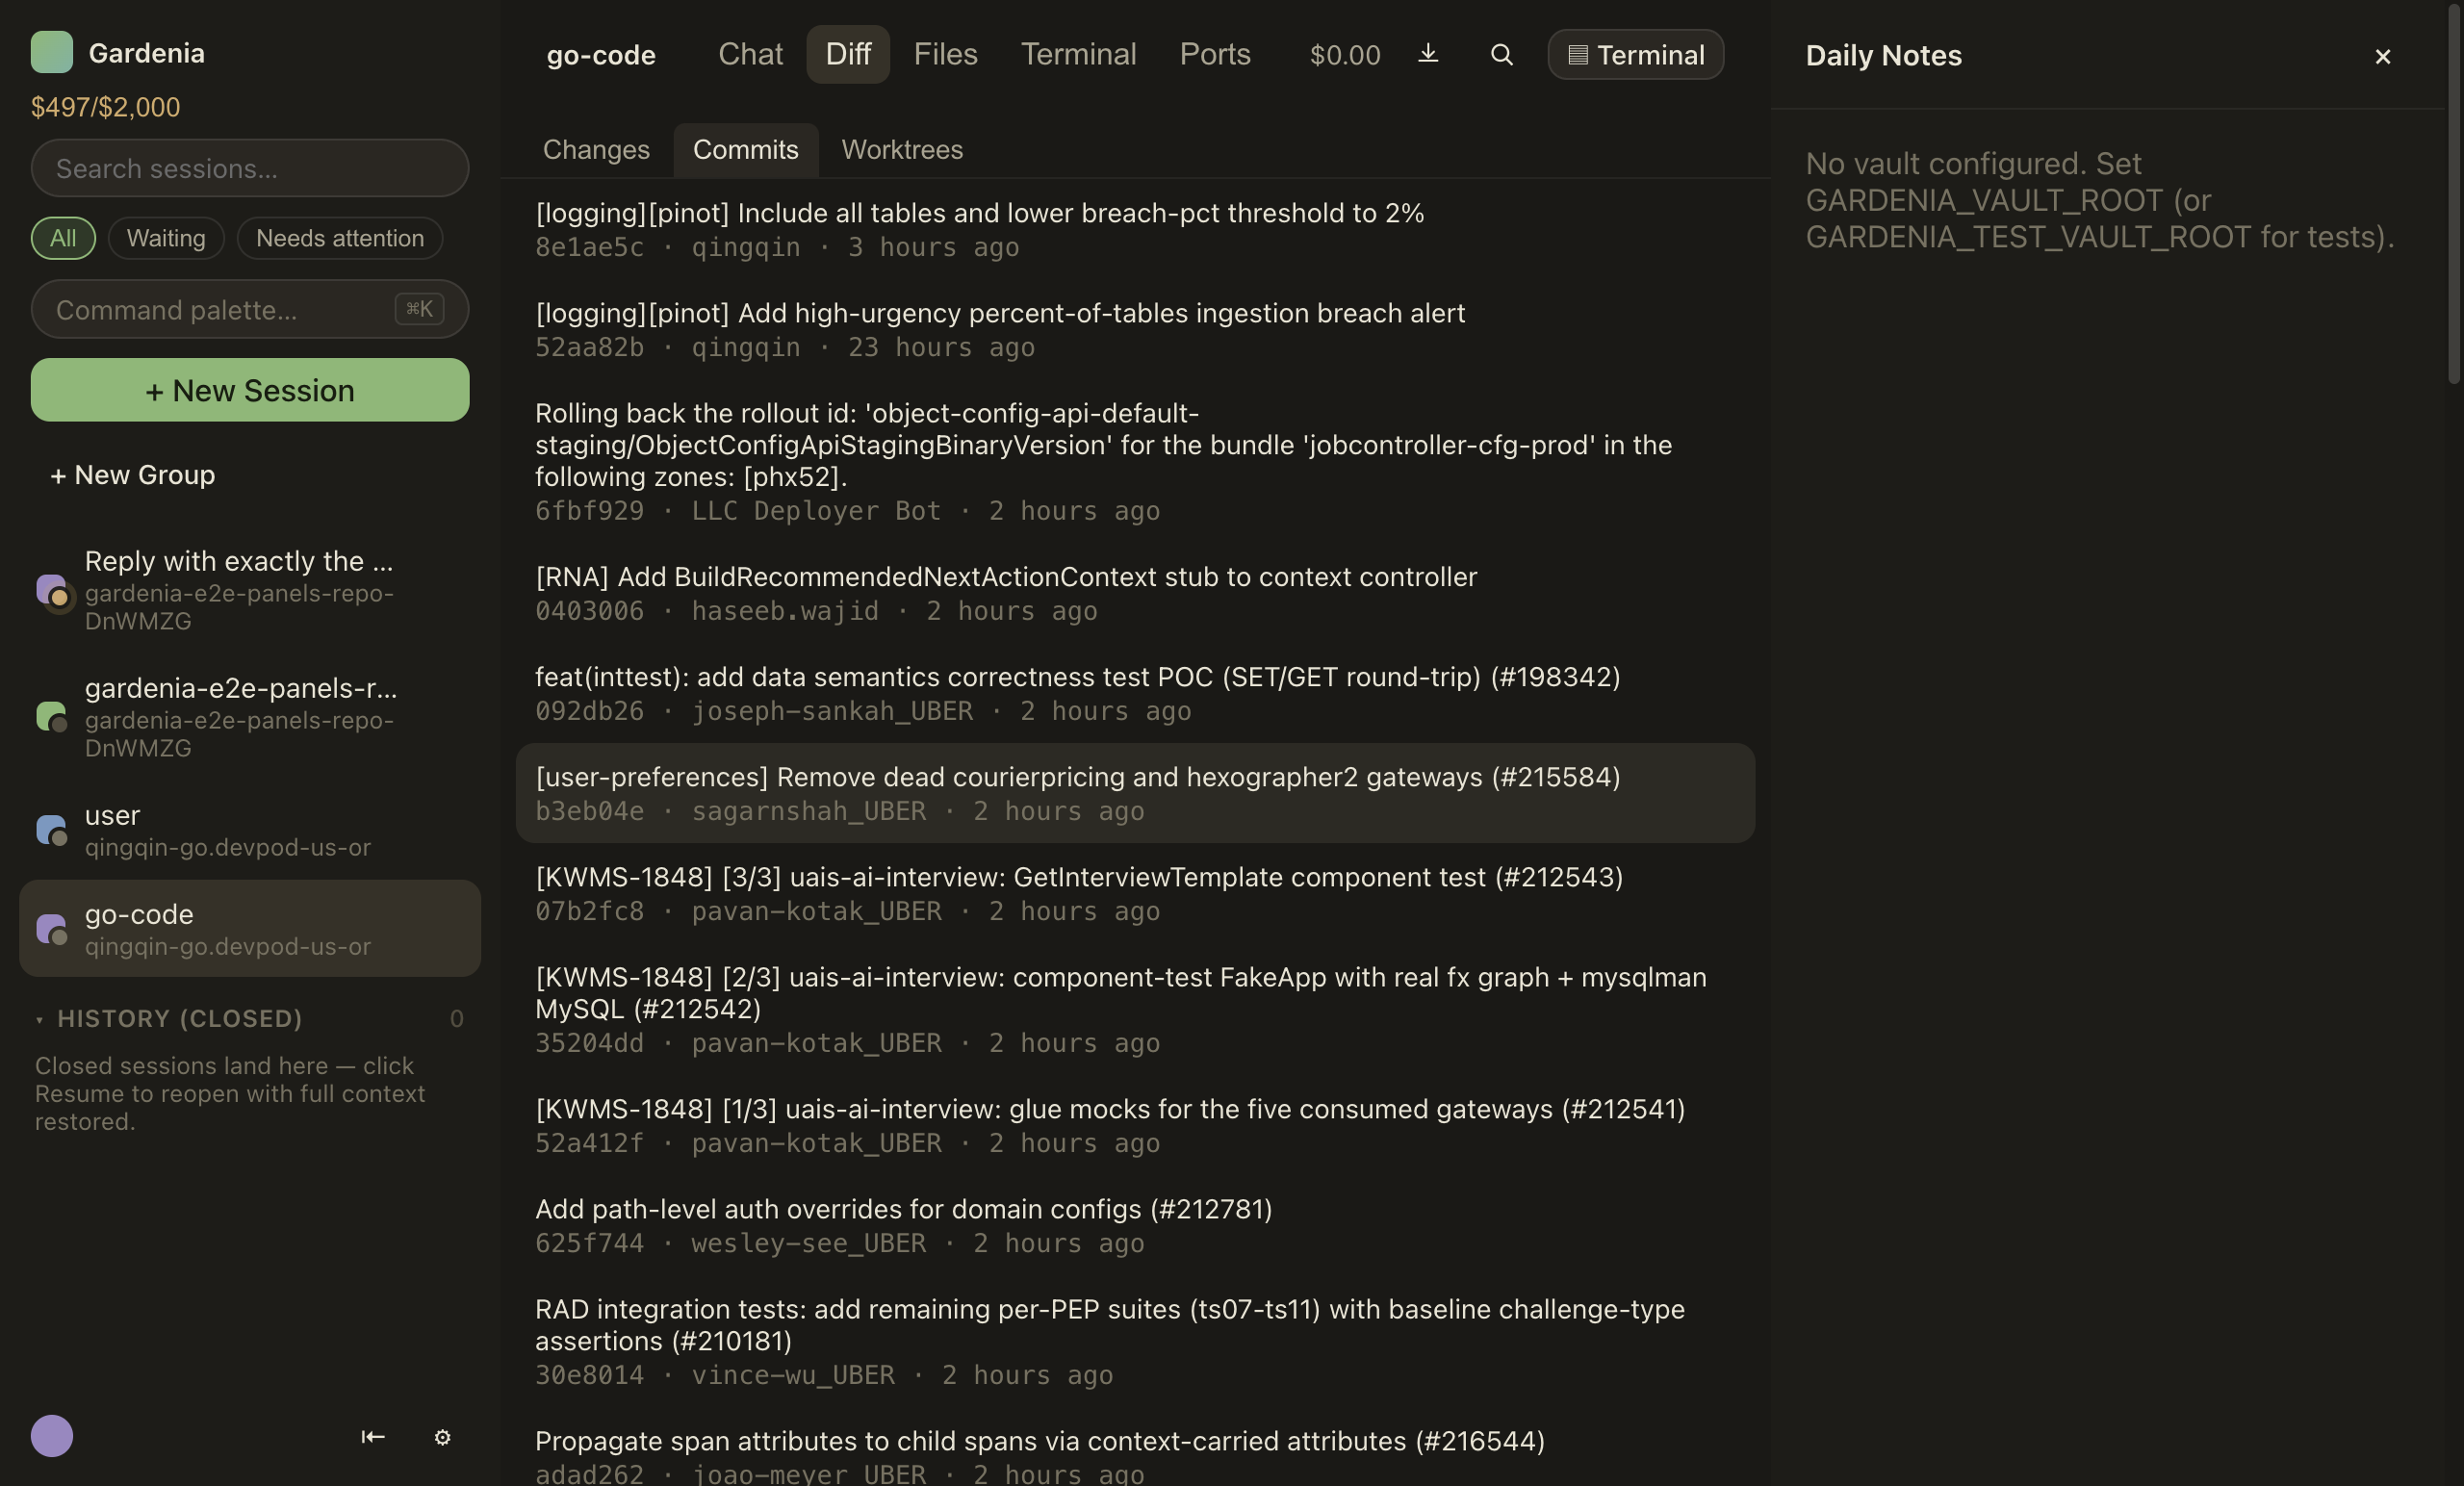 Gardenia
$497/$2,000
Search sessions...
All
Waiting
Needs attention
Command palette...
⌘K
+ New Session
+ New Group
Reply with exactly the ...
gardenia-e2e-panels-repo-
DnWMZG
gardenia-e2e-panels-r...
gardenia-e2e-panels-repo-
DnWMZG
user
qingqin-go.devpod-us-or
go-code
qingqin-go.devpod-us-or
HISTORY (CLOSED)
0
Closed sessions land here — click
Resume to reopen with full context
restored.
go-code
Chat
Diff
Files
Terminal
Ports
$0.00
Terminal
Changes
Commits
Worktrees
[logging][pinot] Include all tables and lower breach-pct threshold to 2%
8e1ae5c · qingqin · 3 hours ago
[logging][pinot] Add high-urgency percent-of-tables ingestion breach alert
52aa82b · qingqin · 23 hours ago
Rolling back the rollout id: 'object-config-api-default-
staging/ObjectConfigApiStagingBinaryVersion' for the bundle 'jobcontroller-cfg-prod' in the
following zones: [phx52].
6fbf929 · LLC Deployer Bot · 2 hours ago
[RNA] Add BuildRecommendedNextActionContext stub to context controller
0403006 · haseeb.wajid · 2 hours ago
feat(inttest): add data semantics correctness test POC (SET/GET round-trip) (#198342)
092db26 · joseph-sankah_UBER · 2 hours ago
[user-preferences] Remove dead courierpricing and hexographer2 gateways (#215584)
b3eb04e · sagarnshah_UBER · 2 hours ago
[KWMS-1848] [3/3] uais-ai-interview: GetInterviewTemplate component test (#212543)
07b2fc8 · pavan-kotak_UBER · 2 hours ago
[KWMS-1848] [2/3] uais-ai-interview: component-test FakeApp with real fx graph + mysqlman
MySQL (#212542)
35204dd · pavan-kotak_UBER · 2 hours ago
[KWMS-1848] [1/3] uais-ai-interview: glue mocks for the five consumed gateways (#212541)
52a412f · pavan-kotak_UBER · 2 hours ago
Add path-level auth overrides for domain configs (#212781)
625f744 · wesley-see_UBER · 2 hours ago
RAD integration tests: add remaining per-PEP suites (ts07-ts11) with baseline challenge-type
assertions (#210181)
30e8014 · vince-wu_UBER · 2 hours ago
Propagate span attributes to child spans via context-carried attributes (#216544)
adad262 · joao-meyer_UBER · 2 hours ago
Daily Notes
No vault configured. Set
GARDENIA_VAULT_ROOT (or
GARDENIA_TEST_VAULT_ROOT for tests).